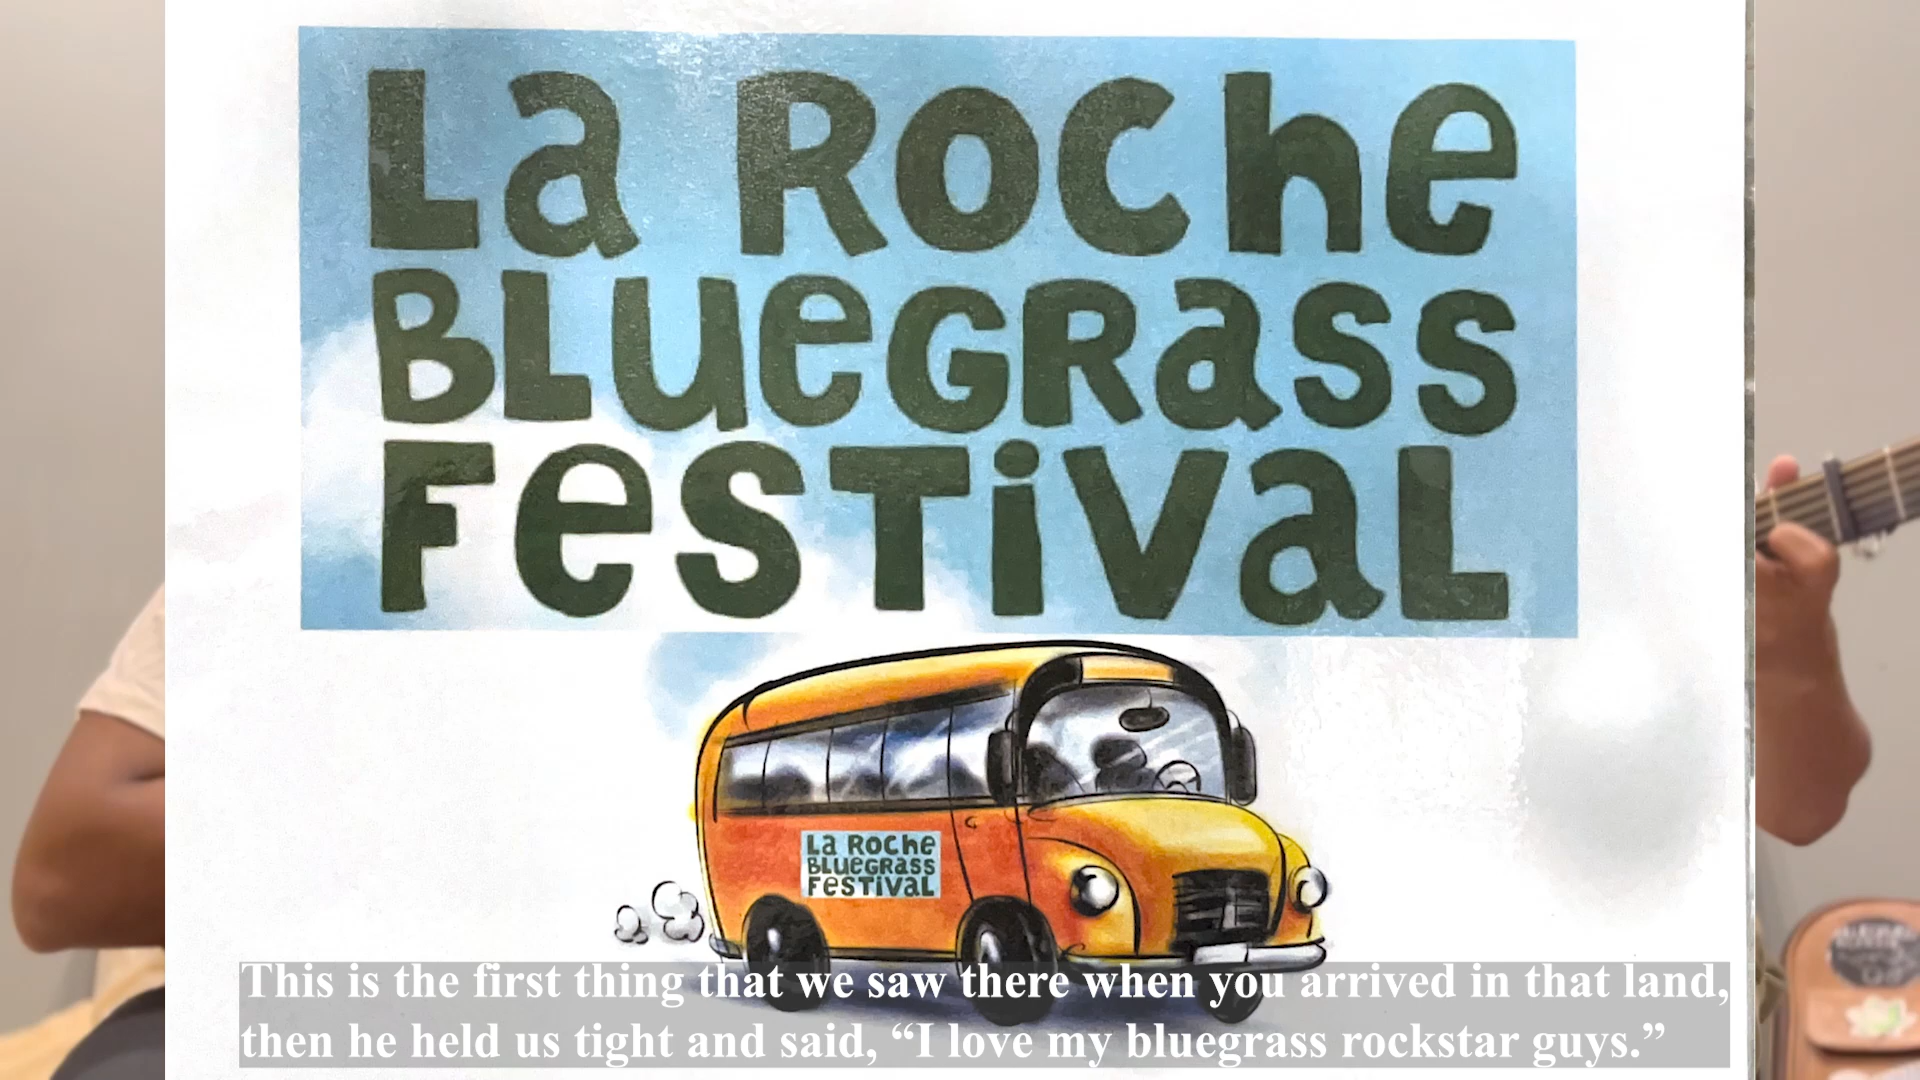 La Roche
BLueGRass
FeSTiVaL
La Roche
BLueGRass
FeSTiVaL
This is the first thing that we saw there when you arrived in that land,
then he held us tight and said, “I love my bluegrass rockstar guys.”